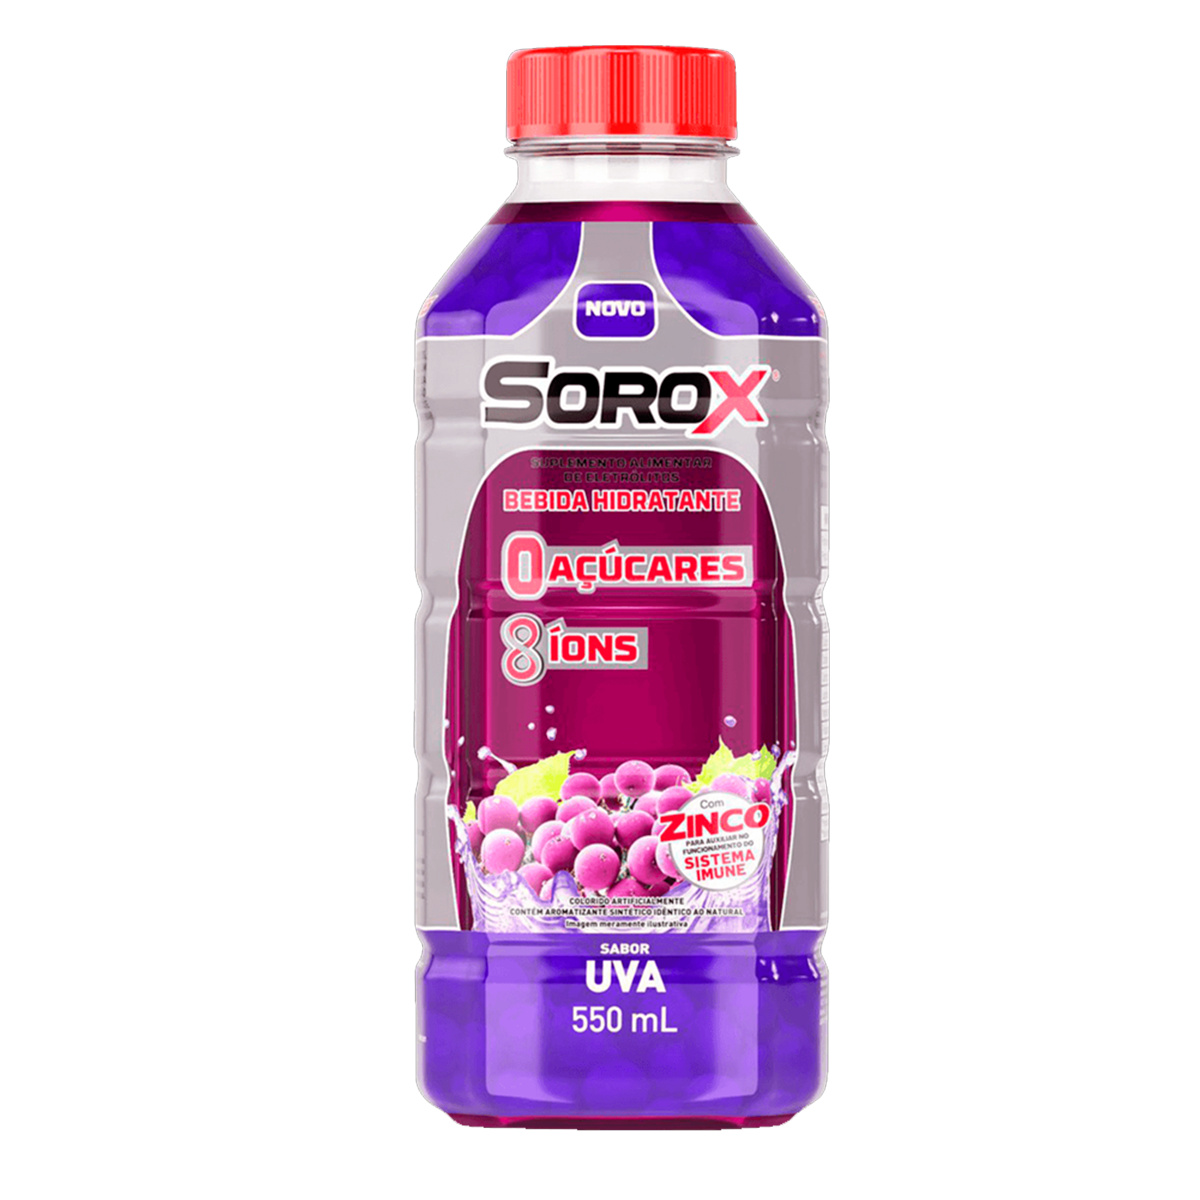 NOVO
SOROX®
SUPLEMENTO ALIMENTAR
DE ELETRÓLITOS
BEBIDA HIDRATANTE
0 AÇÚCARES
8 ÍONS
Com
ZINCO
PARA AUXILIAR NO
FUNCIONAMENTO DO
SISTEMA
IMUNE
COLORIDO ARTIFICIALMENTE
CONTÉM AROMATIZANTE SINTÉTICO IDÊNTICO AO NATURAL
Imagem meramente ilustrativa
SABOR
UVA
550 mL